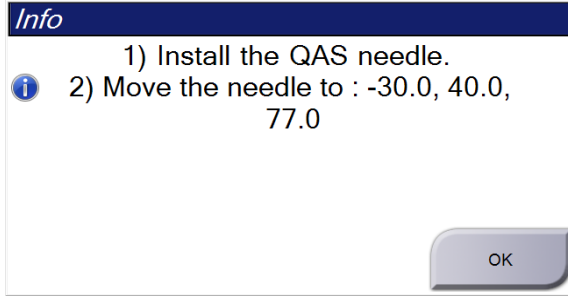 Info
1) Install the QAS needle.
2) Move the needle to : -30.0, 40.0,
77.0
OK